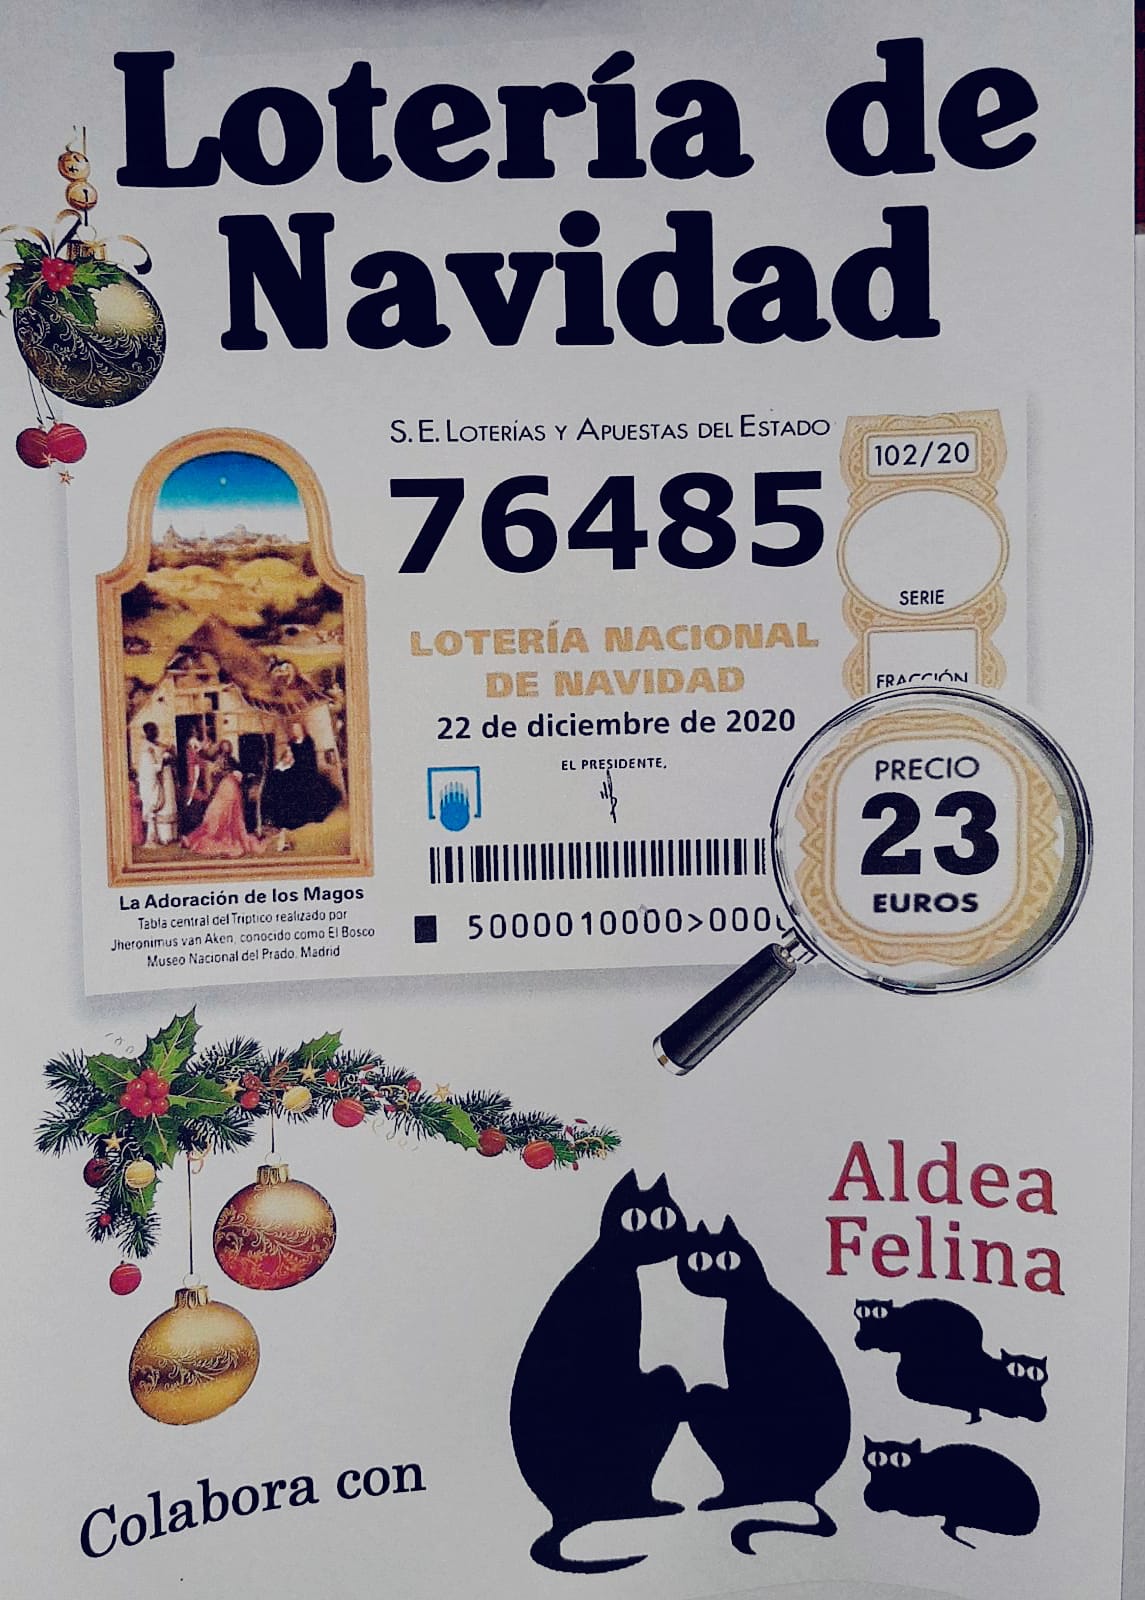 Lotería de
Navidad
S.E. LOTERÍAS Y APUESTAS DEL ESTADO
102/20
76485
SERIE
LOTERÍA NACIONAL
DE NAVIDAD
FRACCIÓN
22 de diciembre de 2020
EL PRESIDENTE,
PRECIO
23
EUROS
La Adoración de los Magos
Tabla central del Tríptico realizado por
Jheronimus van Aken, conocido como El Bosco
Museo Nacional del Prado. Madrid
5000010000>000
Aldea
Felina
Colabora con